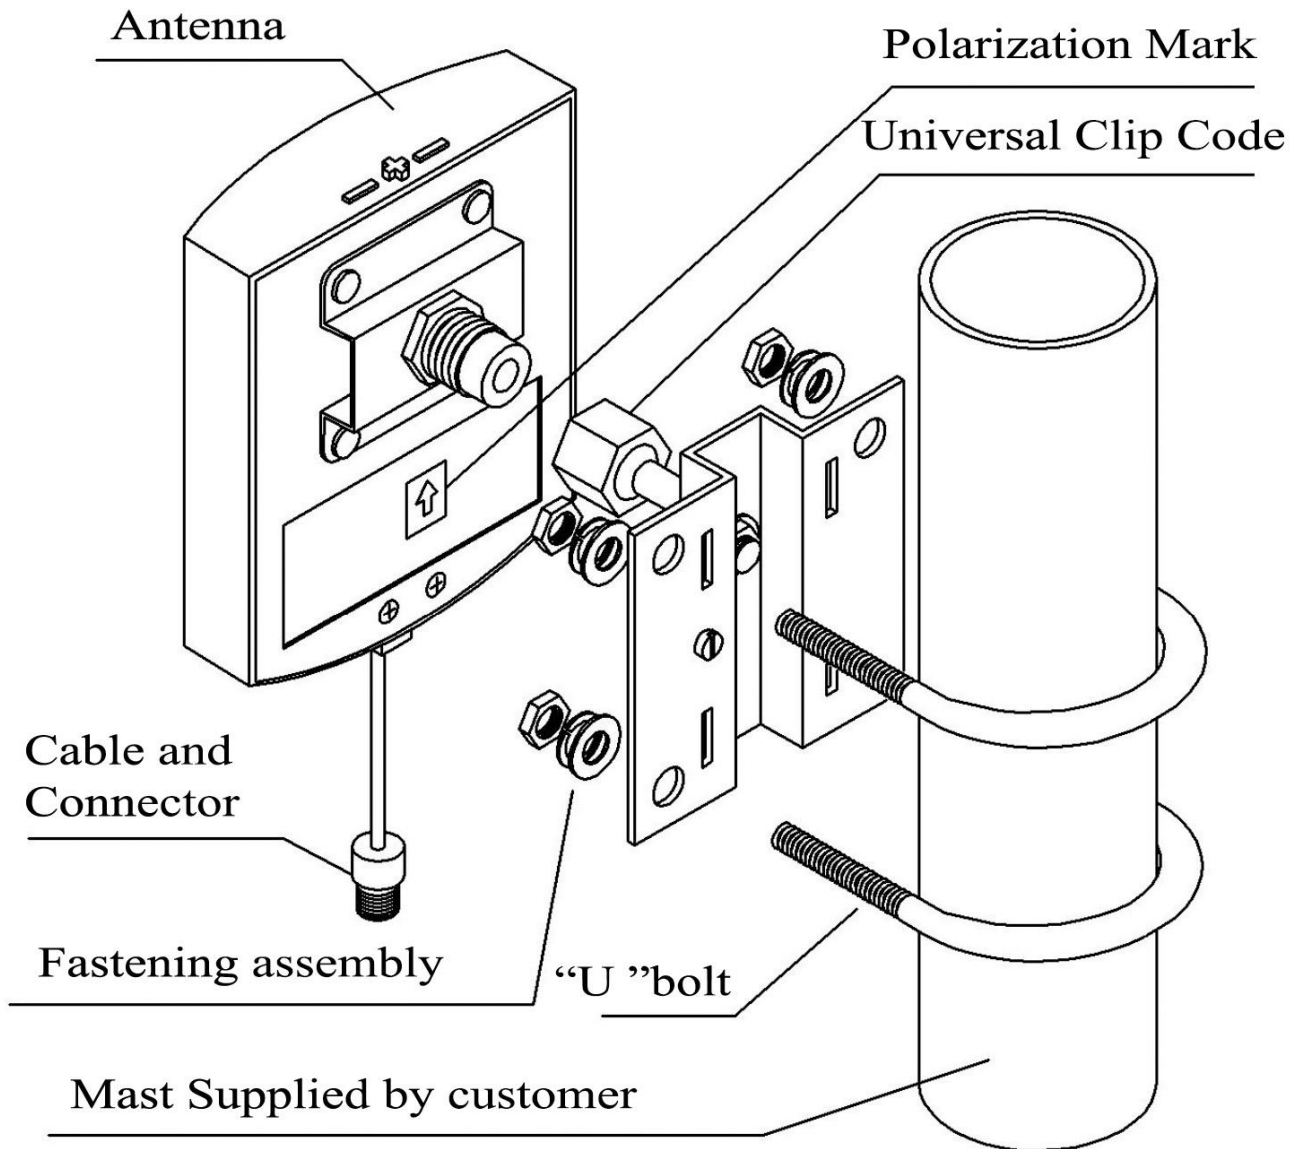 Antenna
Polarization Mark
Universal Clip Code
Cable and
Connector
Fastening assembly
“U ”bolt
Mast Supplied by customer